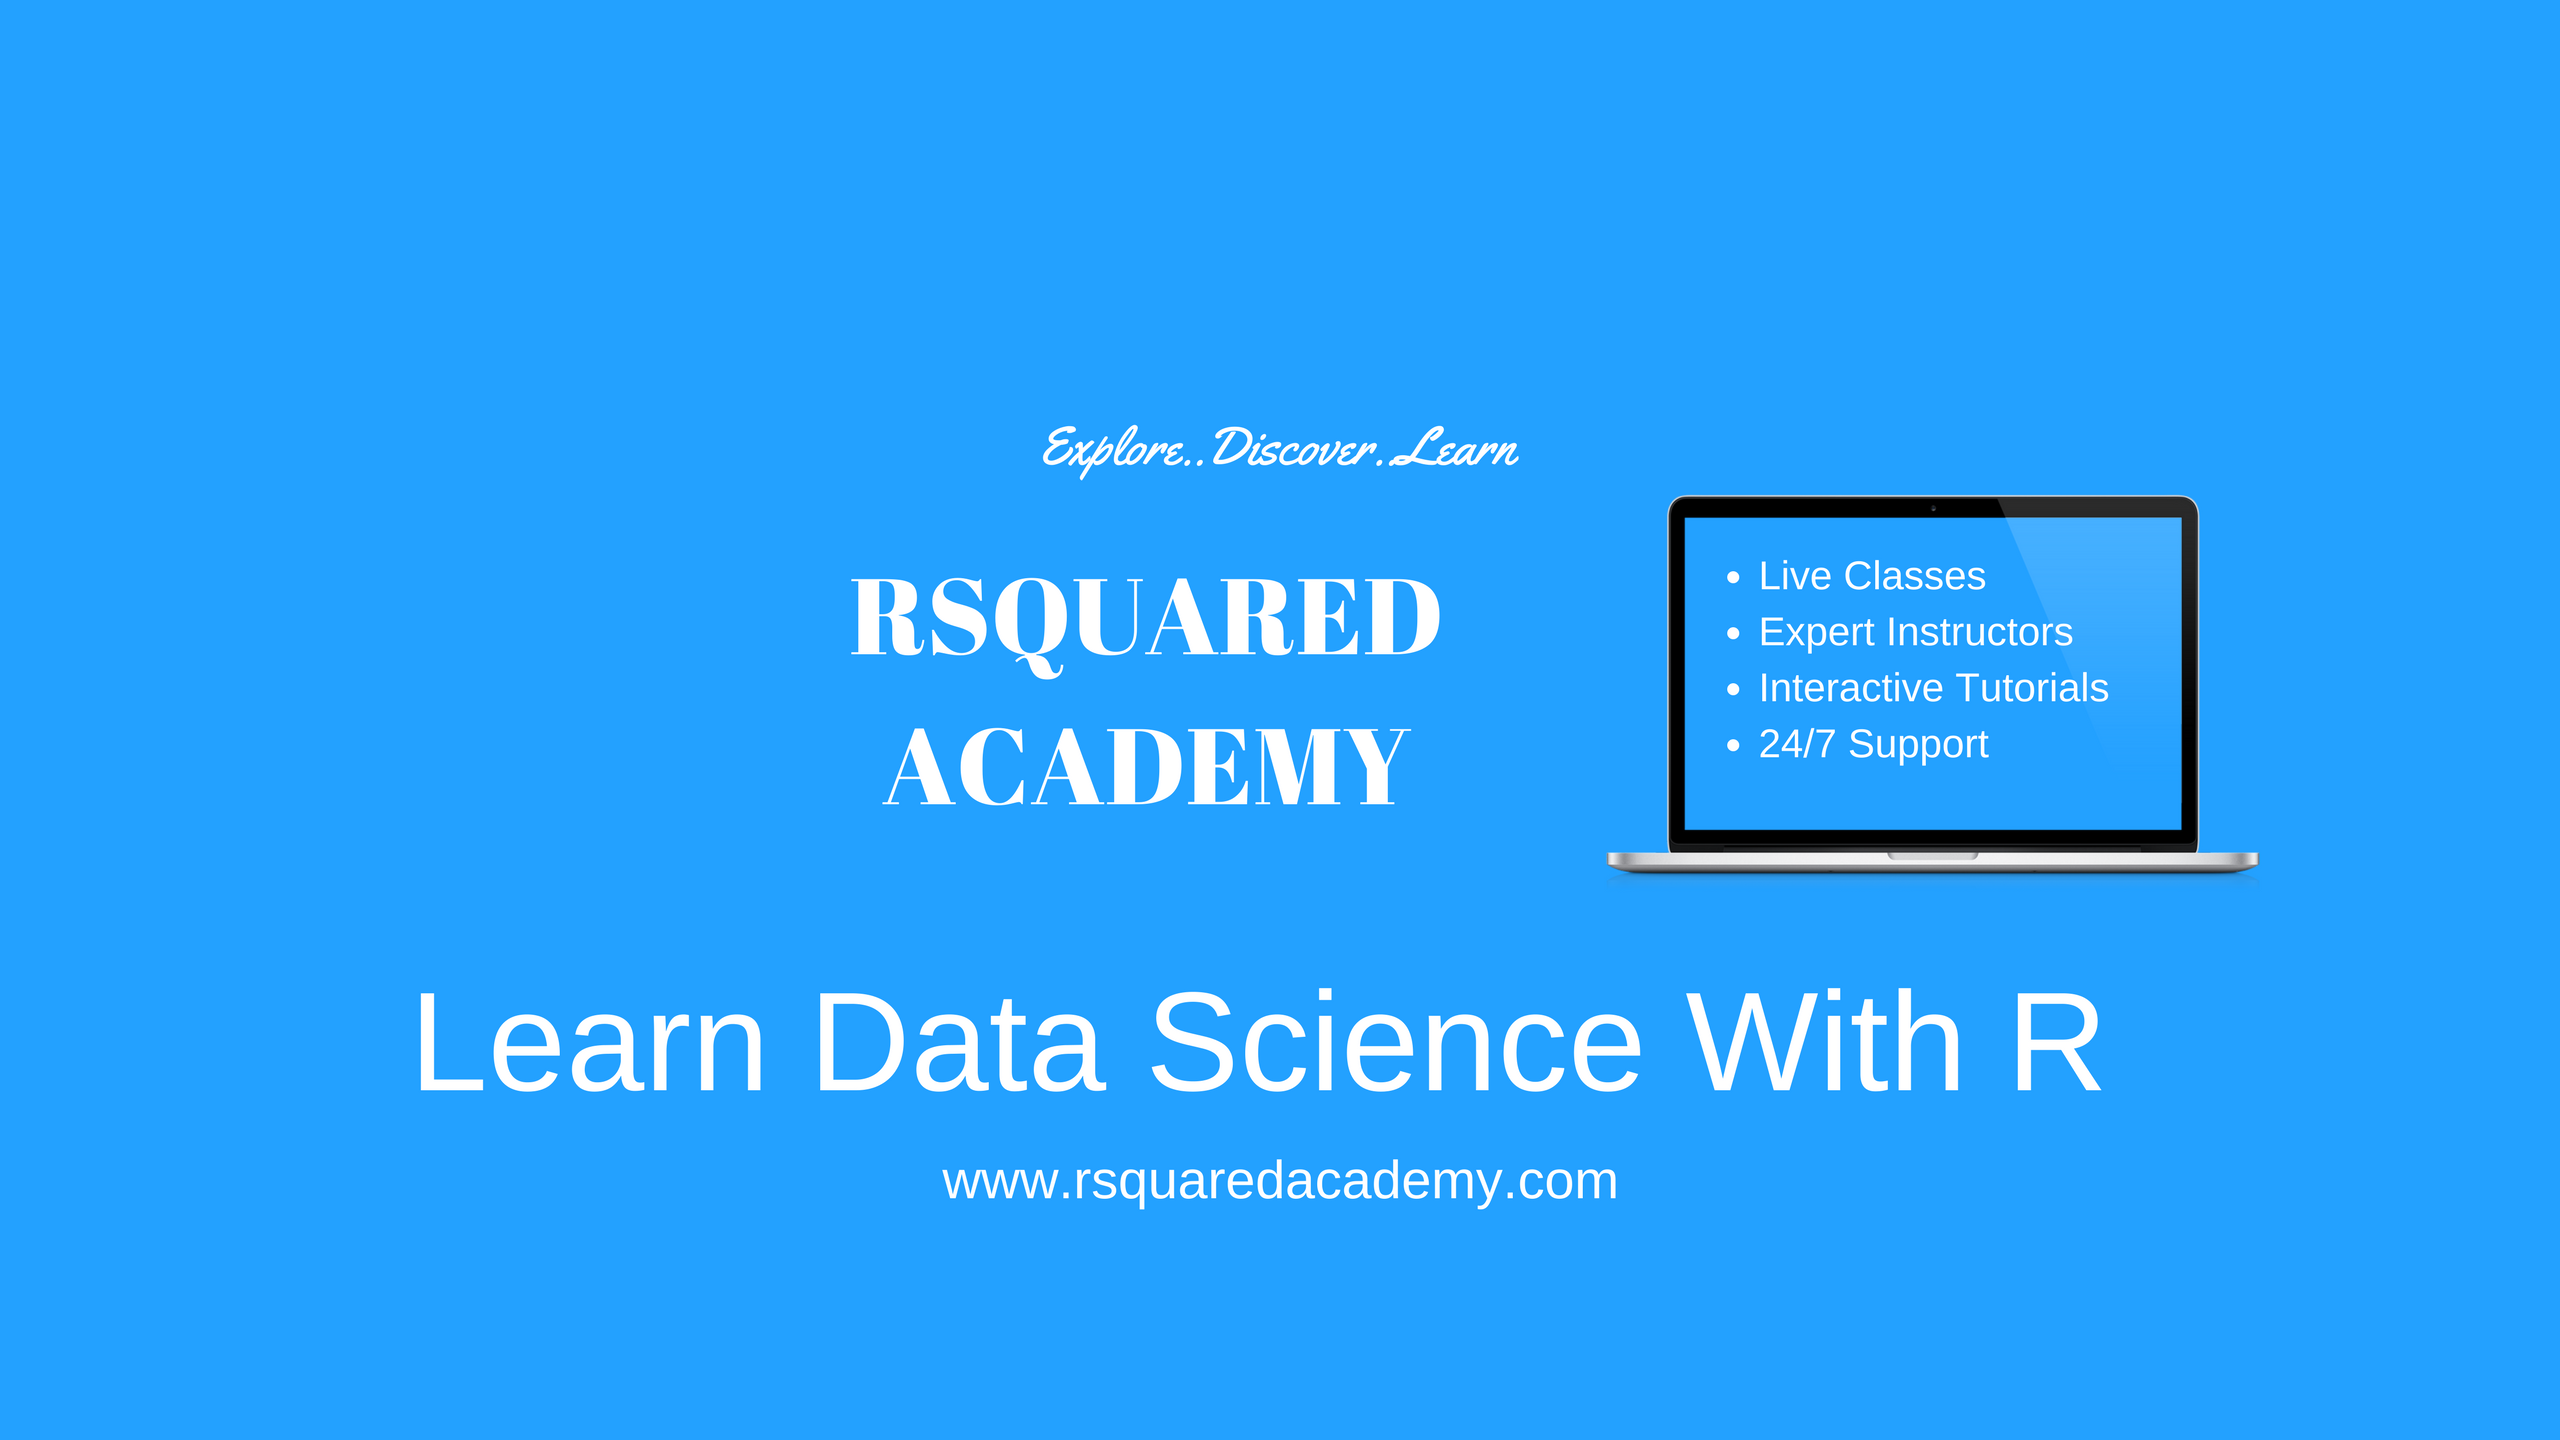 Explore..Discover..Learn
RSQUARED
ACADEMY
• Live Classes
• Expert Instructors
• Interactive Tutorials
• 24/7 Support
Learn Data Science With R
www.rsquaredacademy.com